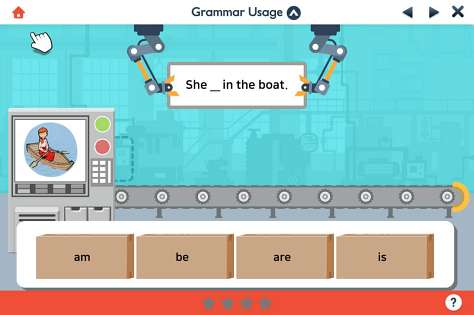 Grammar Usage
She __ in the boat.
am
be
are
is
?